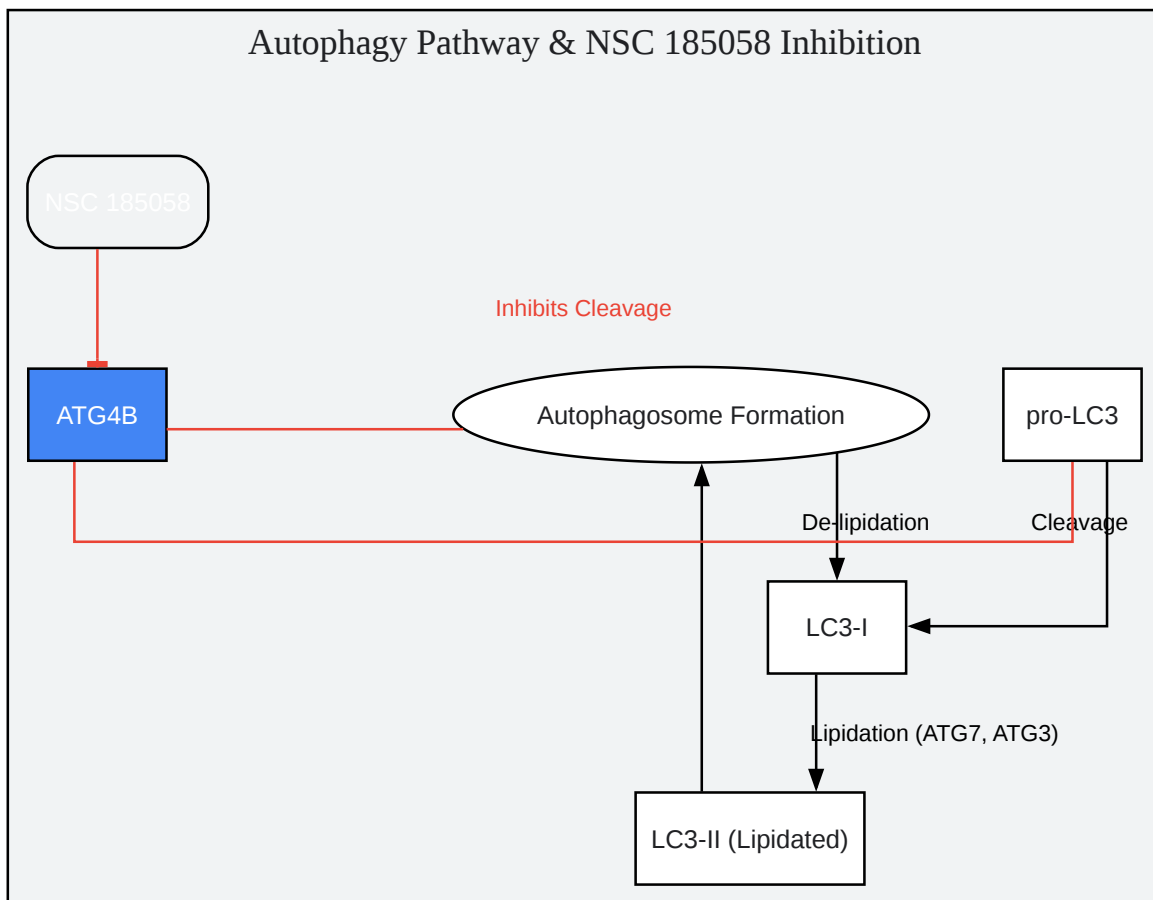 Autophagy Pathway & NSC 185058 Inhibition
NSC 185058
Inhibits Cleavage
ATG4B
Autophagosome Formation
pro-LC3
De-lipidation
Cleavage
LC3-I
Lipidation (ATG7, ATG3)
LC3-II (Lipidated)